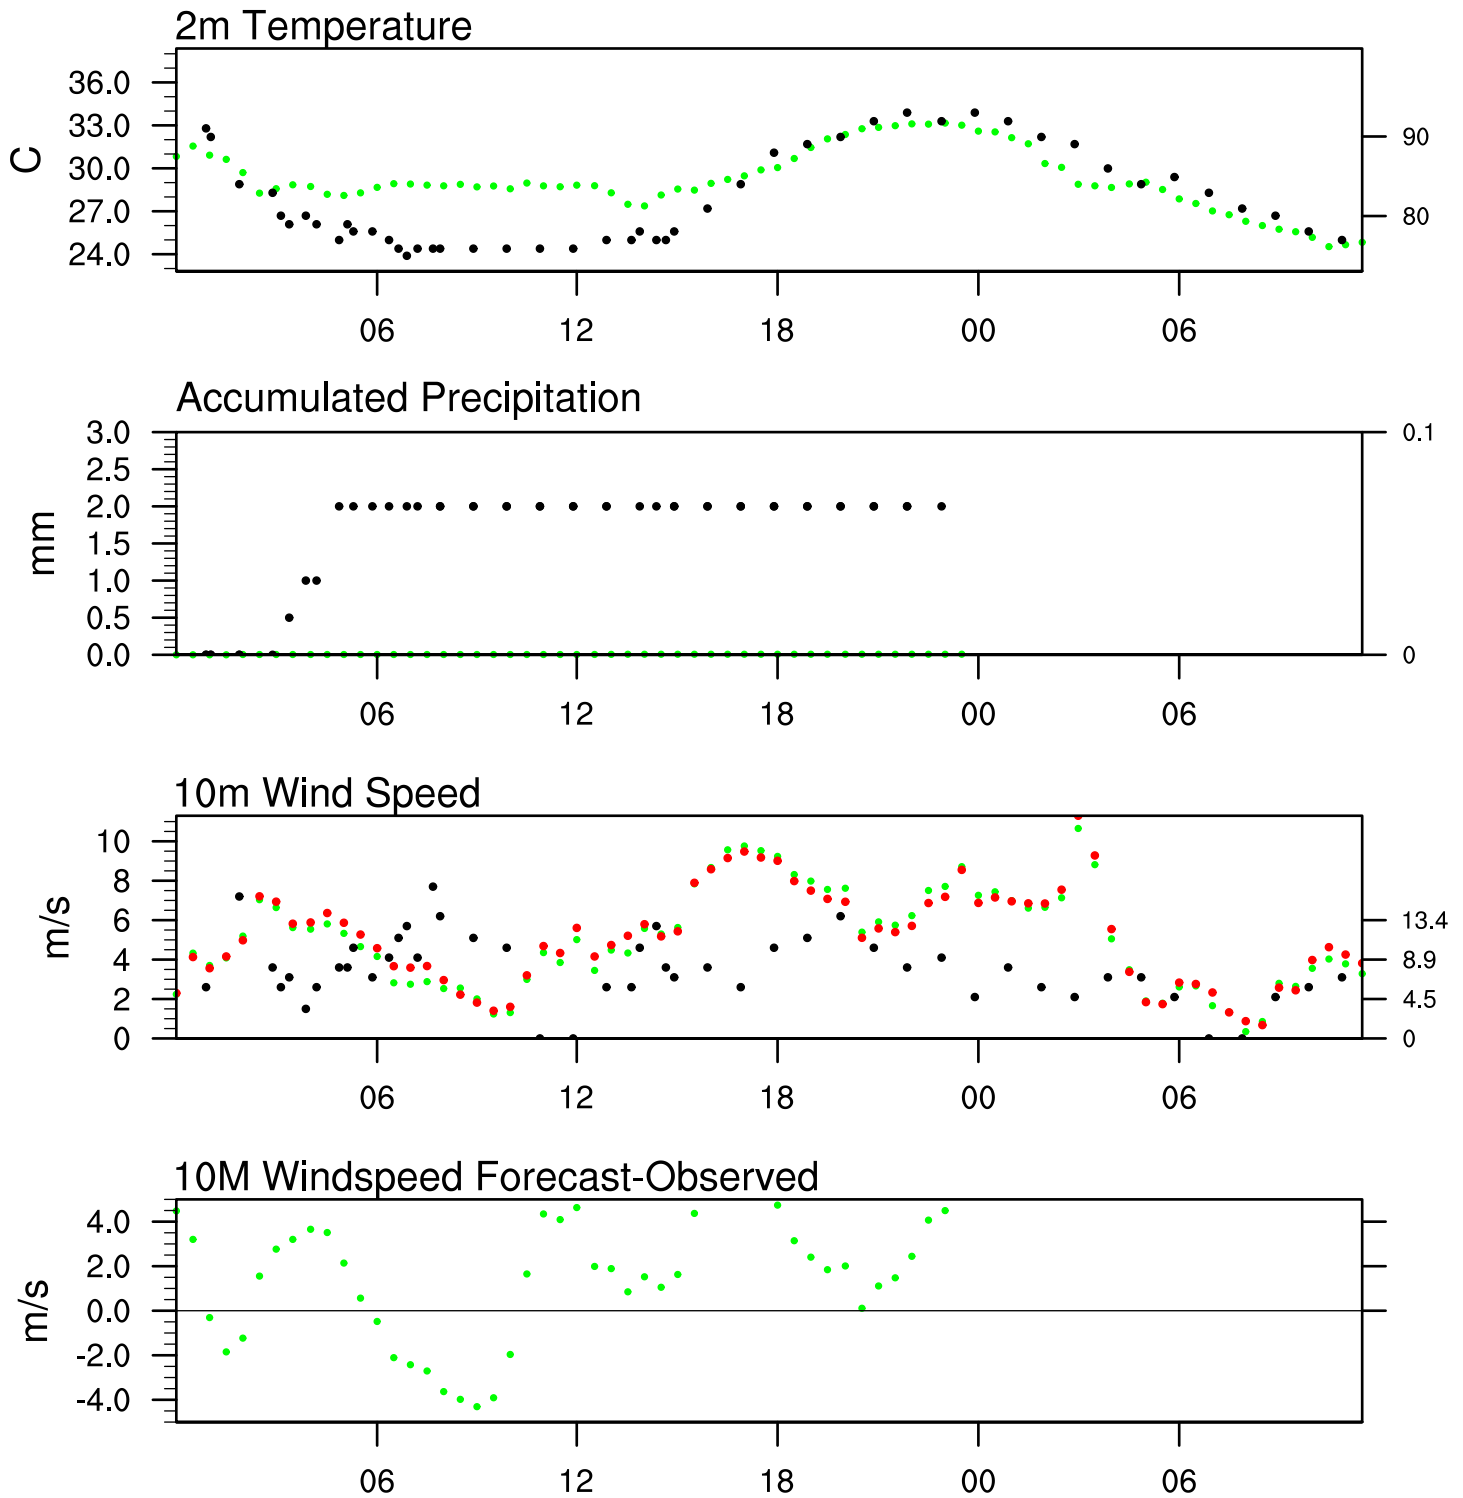 2m Temperature
C
36.0
33.0
30.0
27.0
24.0
90
80
06 12 18 00 06
Accumulated Precipitation
mm
3.0
2.5
2.0
1.5
1.0
0.5
0.0
0.1
0
06 12 18 00 06
10m Wind Speed
m/s
10
8
6
4
2
0
13.4
8.9
4.5
0
06 12 18 00 06
10M Windspeed Forecast-Observed
m/s
4.0
2.0
0.0
-2.0
-4.0
06 12 18 00 06